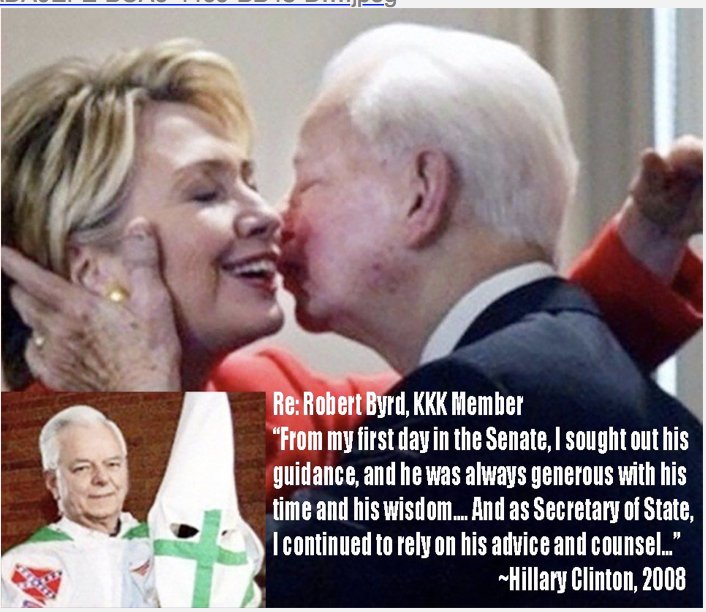 Re: Robert Byrd, KKK Member
“From my first day in the Senate, I sought out his
guidance, and he was always generous with his
time and his wisdom.... And as Secretary of State,
I continued to rely on his advice and counsel...”
~Hillary Clinton, 2008